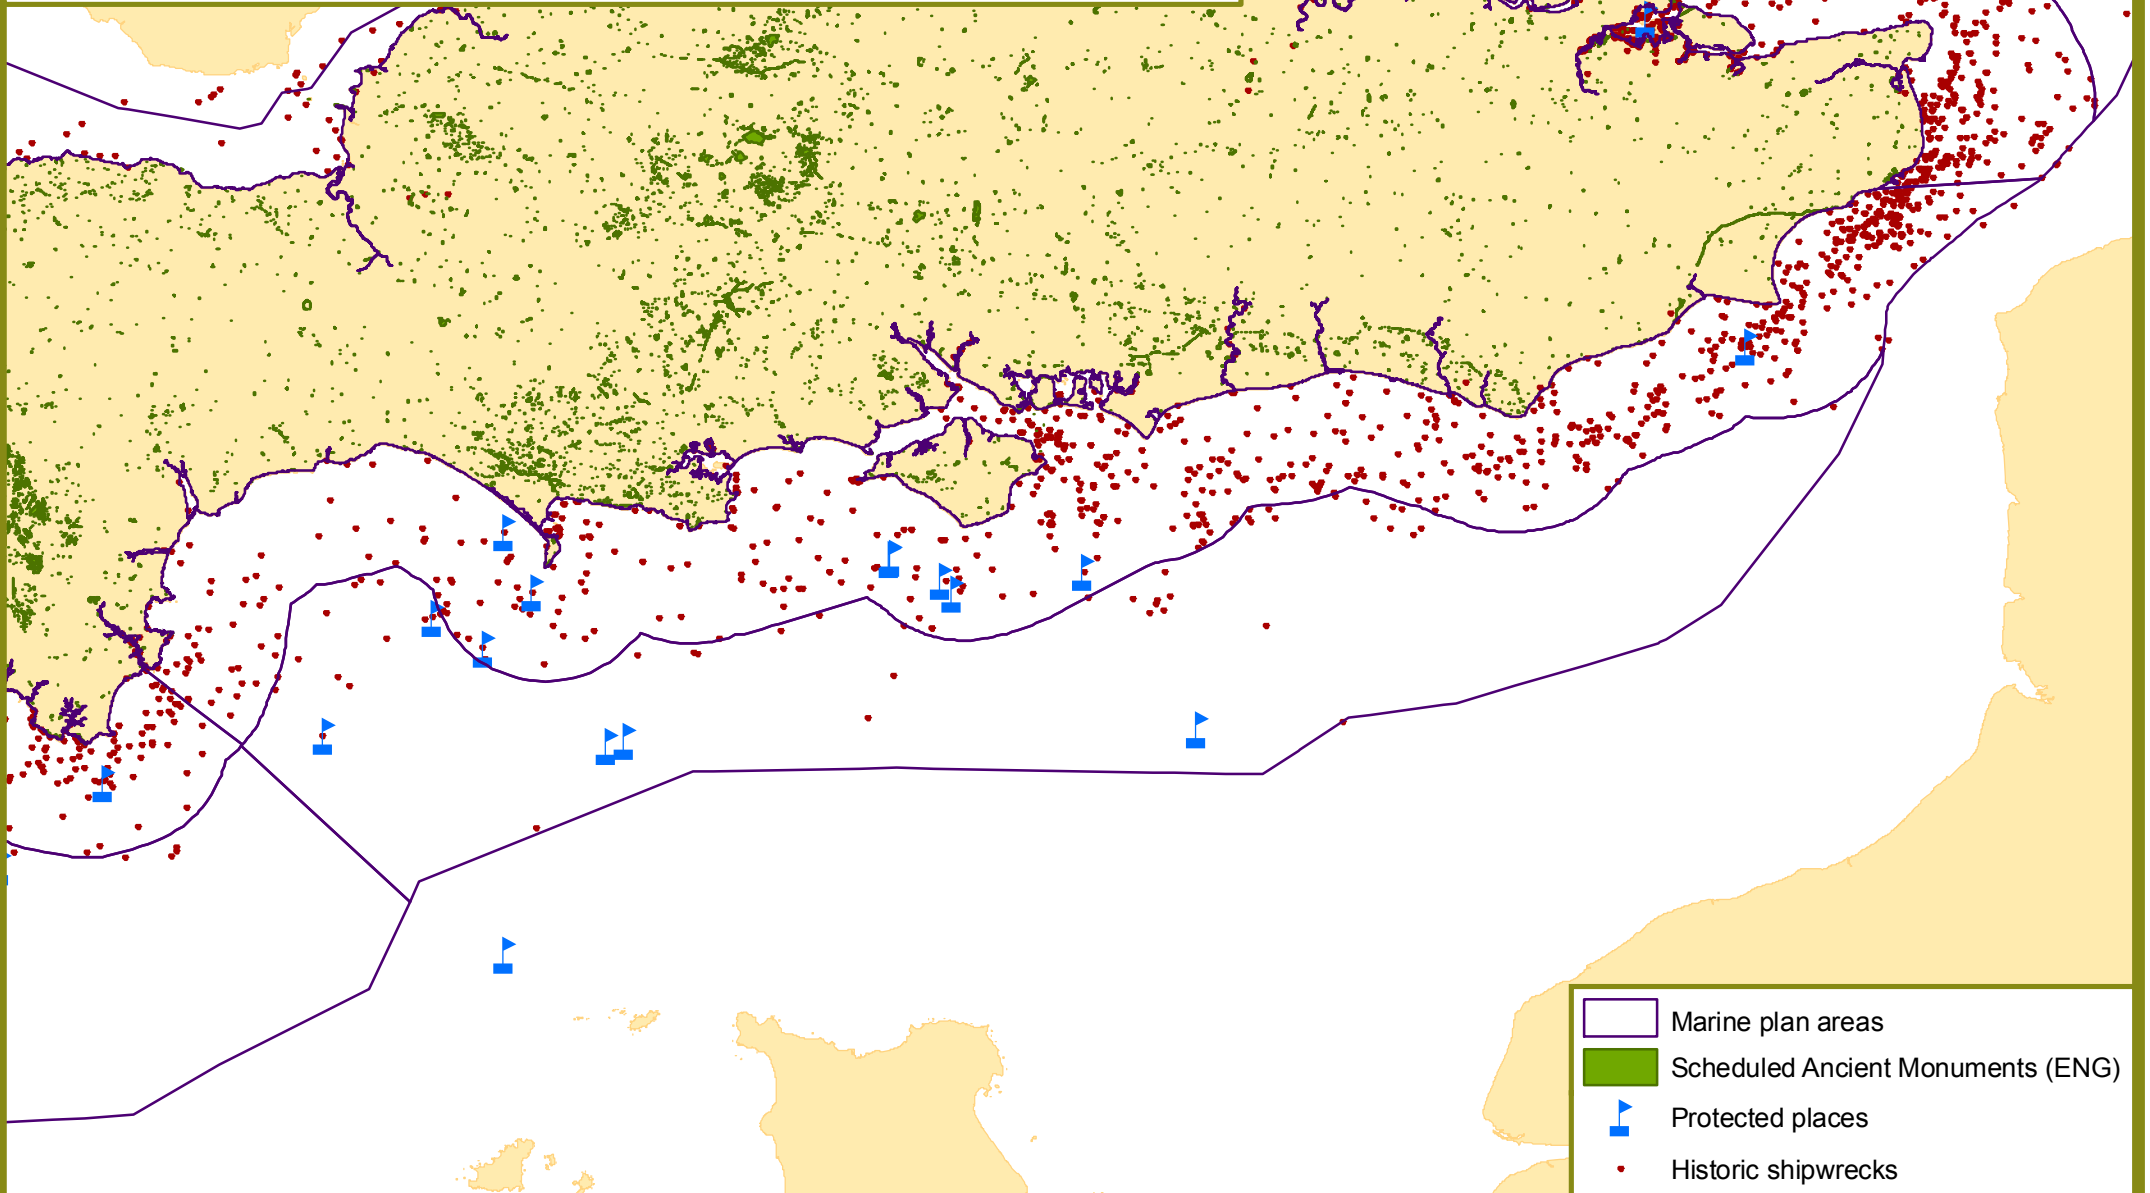 Marine plan areas
Scheduled Ancient Monuments (ENG)
Protected places
Historic shipwrecks